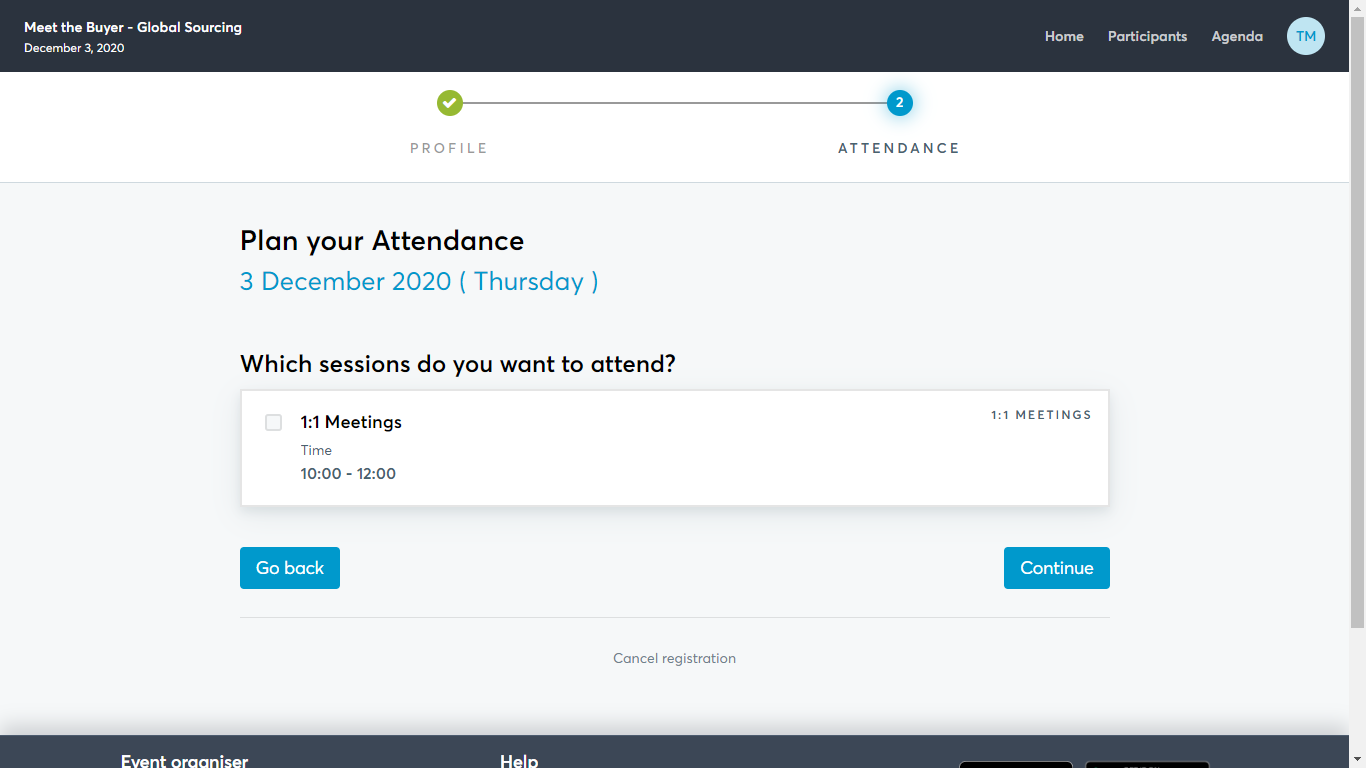 Meet the Buyer - Global Sourcing
December 3, 2020
Home Participants Agenda TM
2
PROFILE ATTENDANCE
Plan your Attendance
3 December 2020 ( Thursday )
Which sessions do you want to attend?
1:1 Meetings
1:1 MEETINGS
Time
10:00 - 12:00
Go back Continue
Cancel registration
Event organiser Help